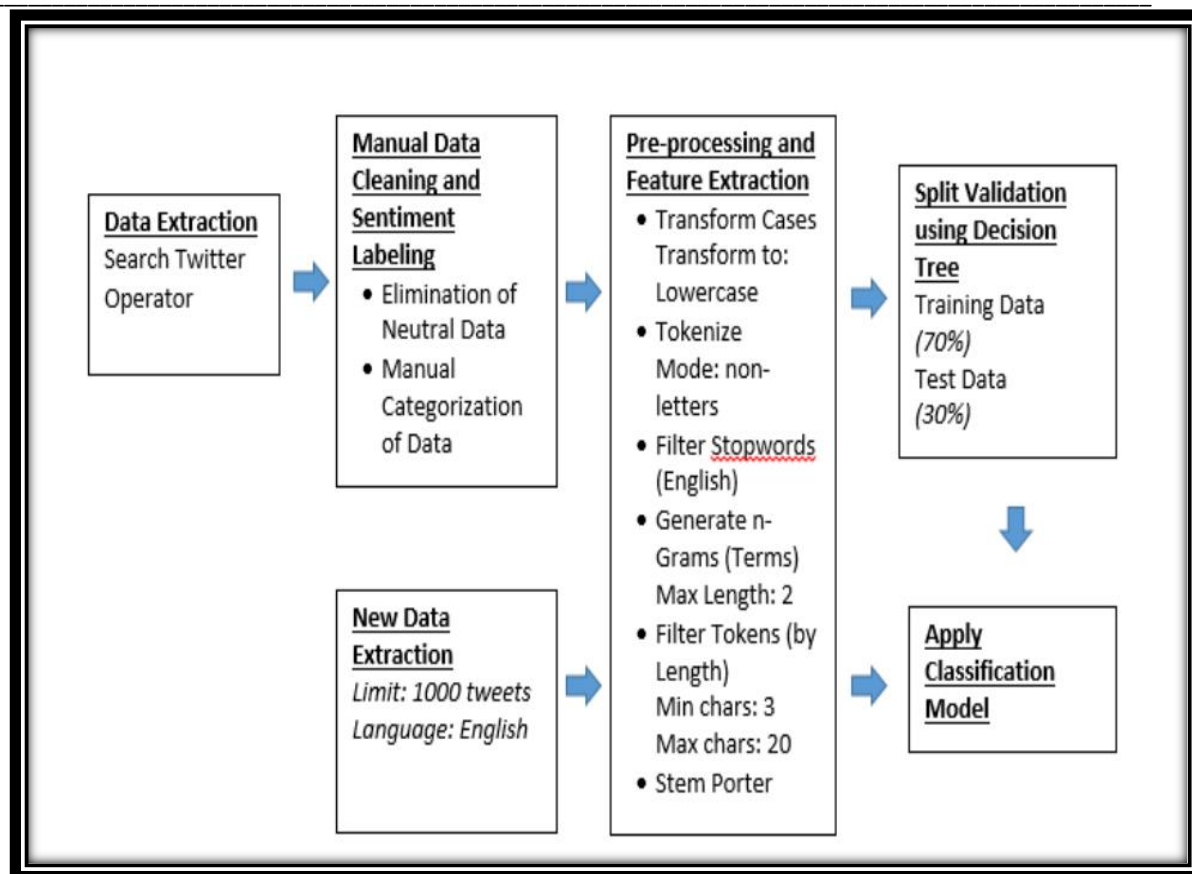 Data Extraction
Search Twitter
Operator
Manual Data
Cleaning and
Sentiment
Labeling
• Elimination of
Neutral Data
• Manual
Categorization
of Data
New Data
Extraction
Limit: 1000 tweets
Language: English
Pre-processing and
Feature Extraction
• Transform Cases
Transform to:
Lowercase
• Tokenize
Mode: non-
letters
• Filter Stopwords
(English)
• Generate n-
Grams (Terms)
Max Length: 2
• Filter Tokens (by
Length)
Min chars: 3
Max chars: 20
• Stem Porter
Split Validation
using Decision
Tree
Training Data
(70%)
Test Data
(30%)
Apply
Classification
Model